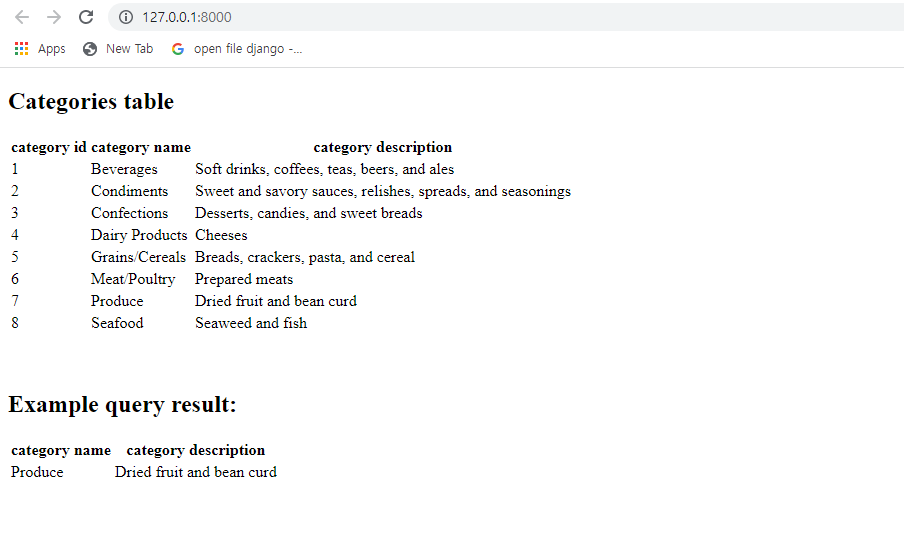 127.0.0.1:8000
Apps New Tab open file django -...
Categories table
category id category name category description
1 Beverages Soft drinks, coffees, teas, beers, and ales
2 Condiments Sweet and savory sauces, relishes, spreads, and seasonings
3 Confections Desserts, candies, and sweet breads
4 Dairy Products Cheeses
5 Grains/Cereals Breads, crackers, pasta, and cereal
6 Meat/Poultry Prepared meats
7 Produce Dried fruit and bean curd
8 Seafood Seaweed and fish
Example query result:
category name category description
Produce Dried fruit and bean curd